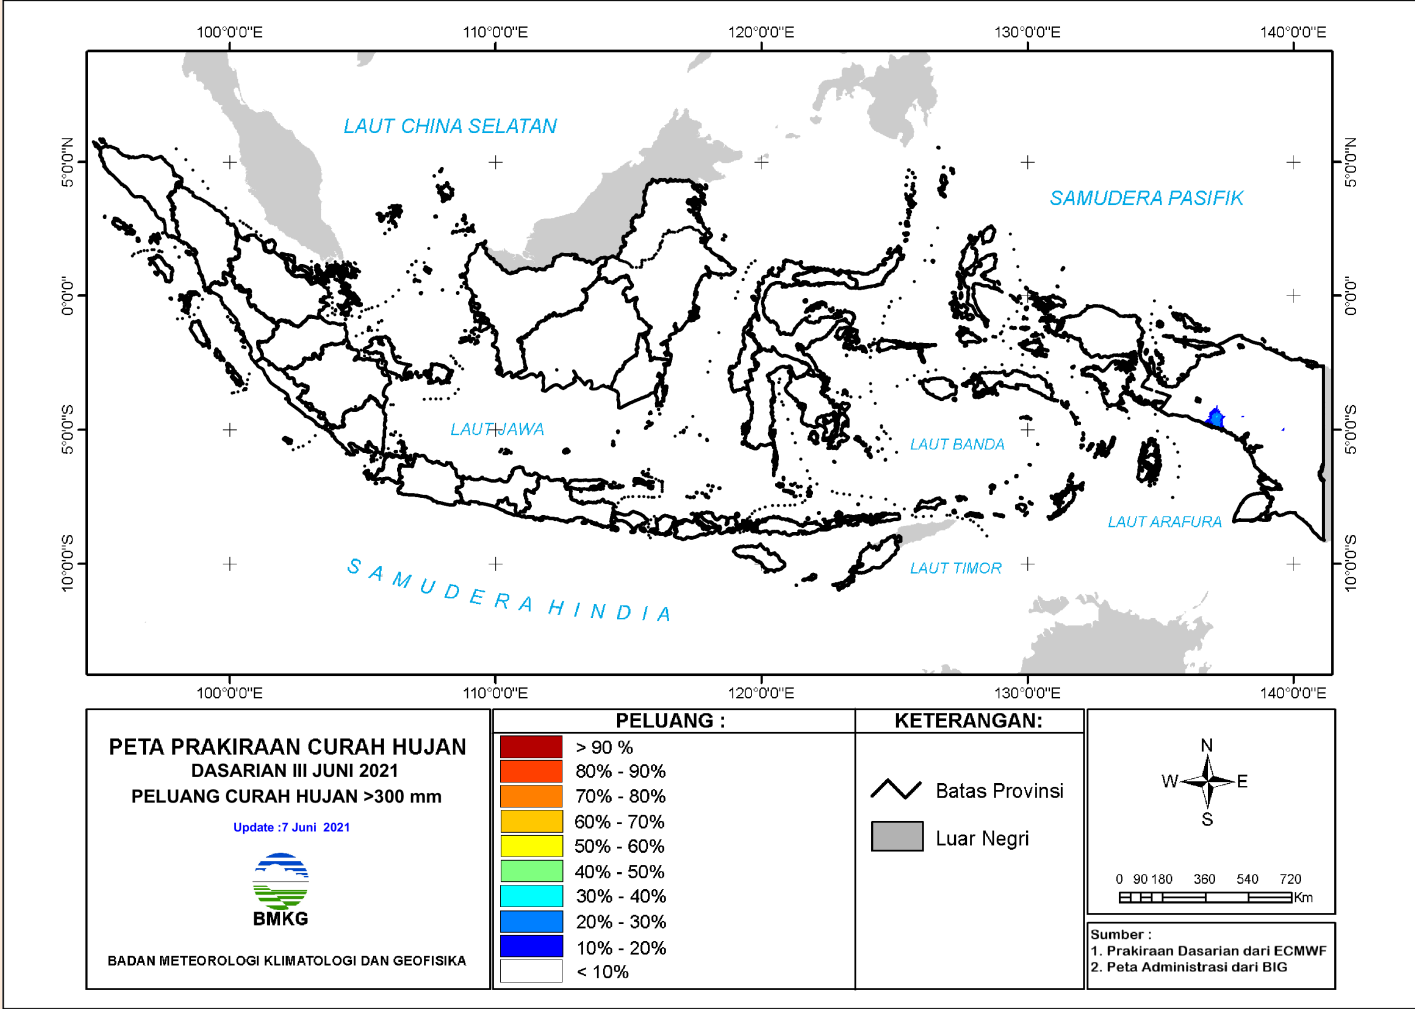 100°0'0"E 110°0'0"E 120°0'0"E 130°0'0"E 140°0'0"E
5°0'0"N 5°0'0"N
0°0'0" 0°0'0"
5°0'0"S 5°0'0"S
10°0'0"S 10°0'0"S
LAUT CHINA SELATAN
SAMUDERA PASIFIK
LAUT JAWA
LAUT BANDA
LAUT ARAFURA
LAUT TIMOR
SAMUDERA HINDIA
100°0'0"E 110°0'0"E 120°0'0"E 130°0'0"E 140°0'0"E
PETA PRAKIRAAN CURAH HUJAN
DASARIAN III JUNI 2021
PELUANG CURAH HUJAN >300 mm
Update :7 Juni 2021
BMKG
BADAN METEOROLOGI KLIMATOLOGI DAN GEOFISIKA
PELUANG :
> 90 %
80% - 90%
70% - 80%
60% - 70%
50% - 60%
40% - 50%
30% - 40%
20% - 30%
10% - 20%
< 10%
KETERANGAN:
Batas Provinsi
Luar Negri
N
W E
S
0 90 180 360 540 720
Km
Sumber :
1. Prakiraan Dasarian dari ECMWF
2. Peta Administrasi dari BIG